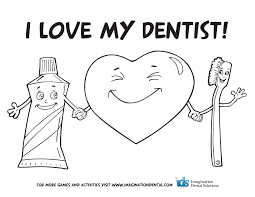 I LOVE MY DENTIST!
FOR MORE GAMES AND ACTIVITIES VISIT WWW.IMAGINATIONDENTAL.COM
Imagination
Dental Solutions